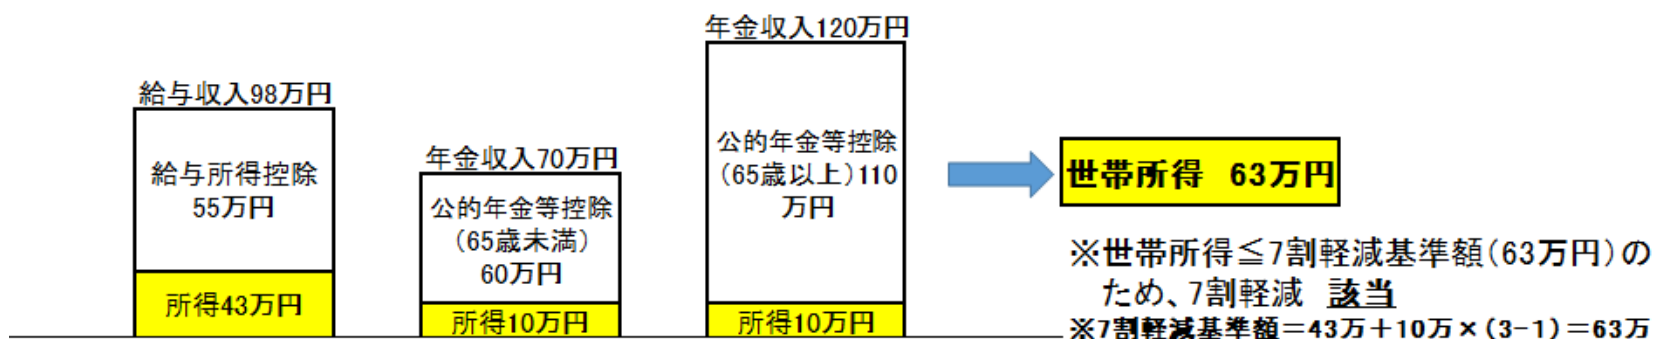 給与収入98万円
給与所得控除
55万円
所得43万円
年金収入70万円
公的年金等控除
(65歳未満)
60万円
所得10万円
年金収入120万円
公的年金等控除
(65歳以上)110
万円
所得10万円
世帯所得　63万円
※世帯所得≦7割軽減基準額(63万円)の
ため、7割軽減　該当
※7割軽減基準額=43万+10万×(3-1)=63万